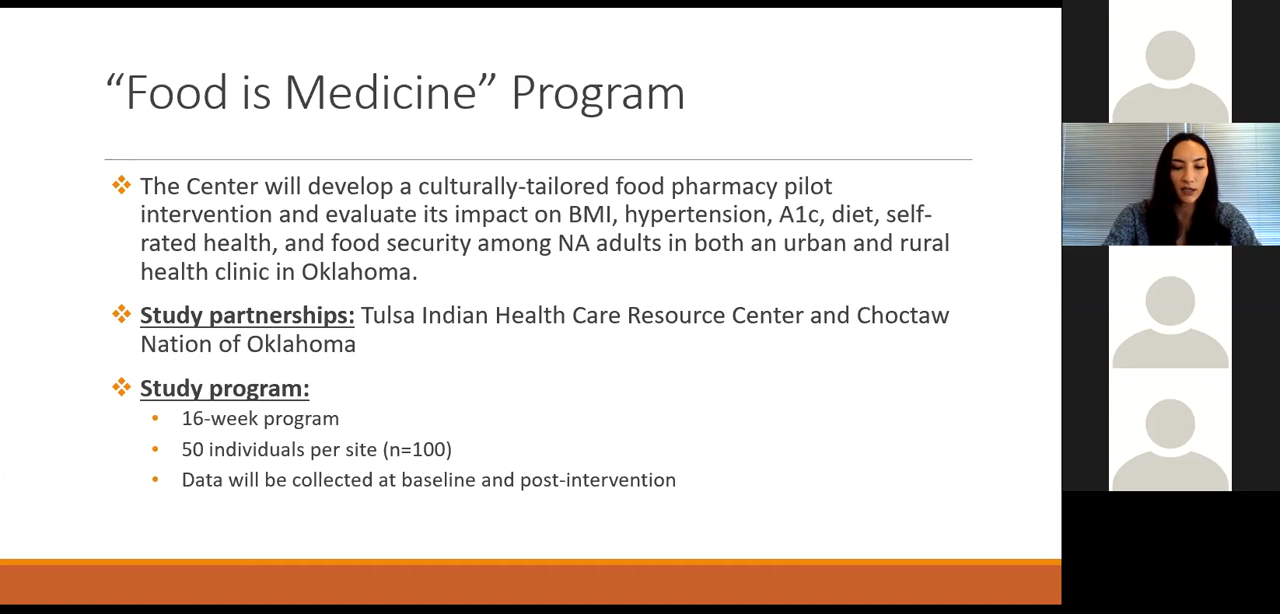 “Food is Medicine” Program
❖ The Center will develop a culturally-tailored food pharmacy pilot
intervention and evaluate its impact on BMI, hypertension, A1c, diet, self-
rated health, and food security among NA adults in both an urban and rural
health clinic in Oklahoma.
❖ Study partnerships: Tulsa Indian Health Care Resource Center and Choctaw
Nation of Oklahoma
❖ Study program:
• 16-week program
• 50 individuals per site (n=100)
• Data will be collected at baseline and post-intervention